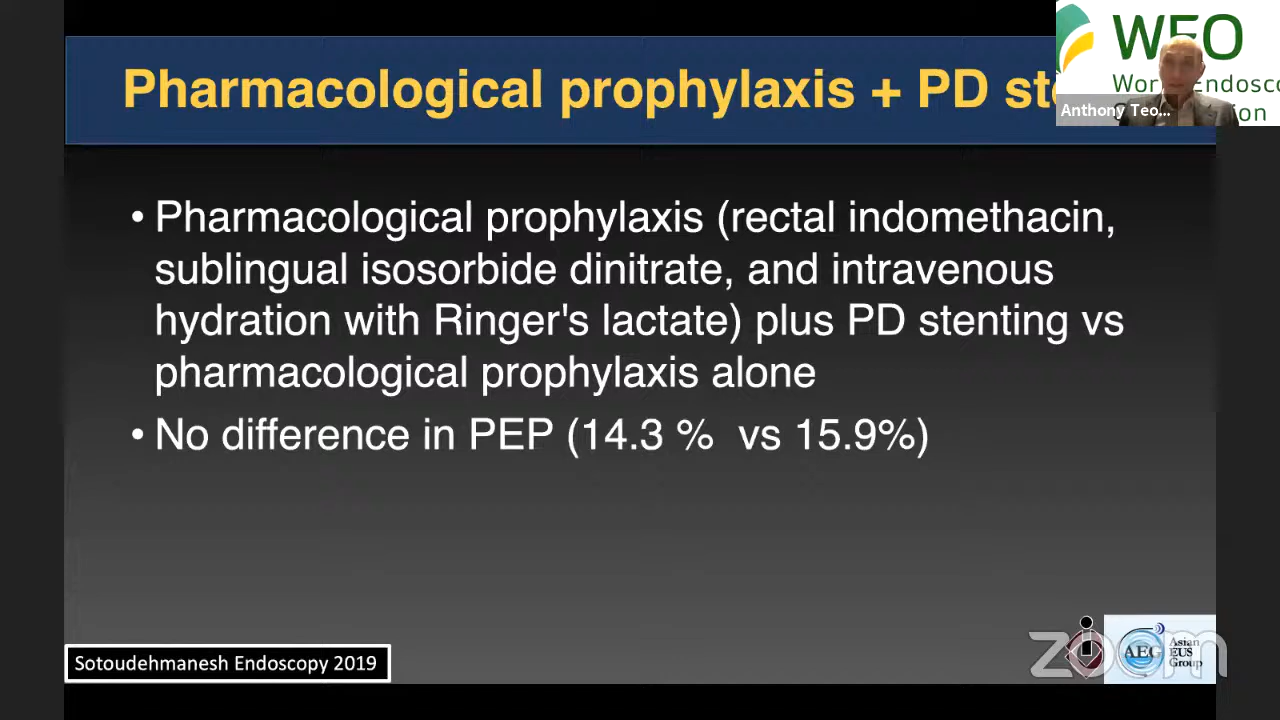 WEO
Pharmacological prophylaxis + PD
Anthony Teo...
• Pharmacological prophylaxis (rectal indomethacin,
sublingual isosorbide dinitrate, and intravenous
hydration with Ringer's lactate) plus PD stenting vs
pharmacological prophylaxis alone
• No difference in PEP (14.3 % vs 15.9%)
Sotoudehmanesh Endoscopy 2019
zoom
AEG
Asian
EUS
Group